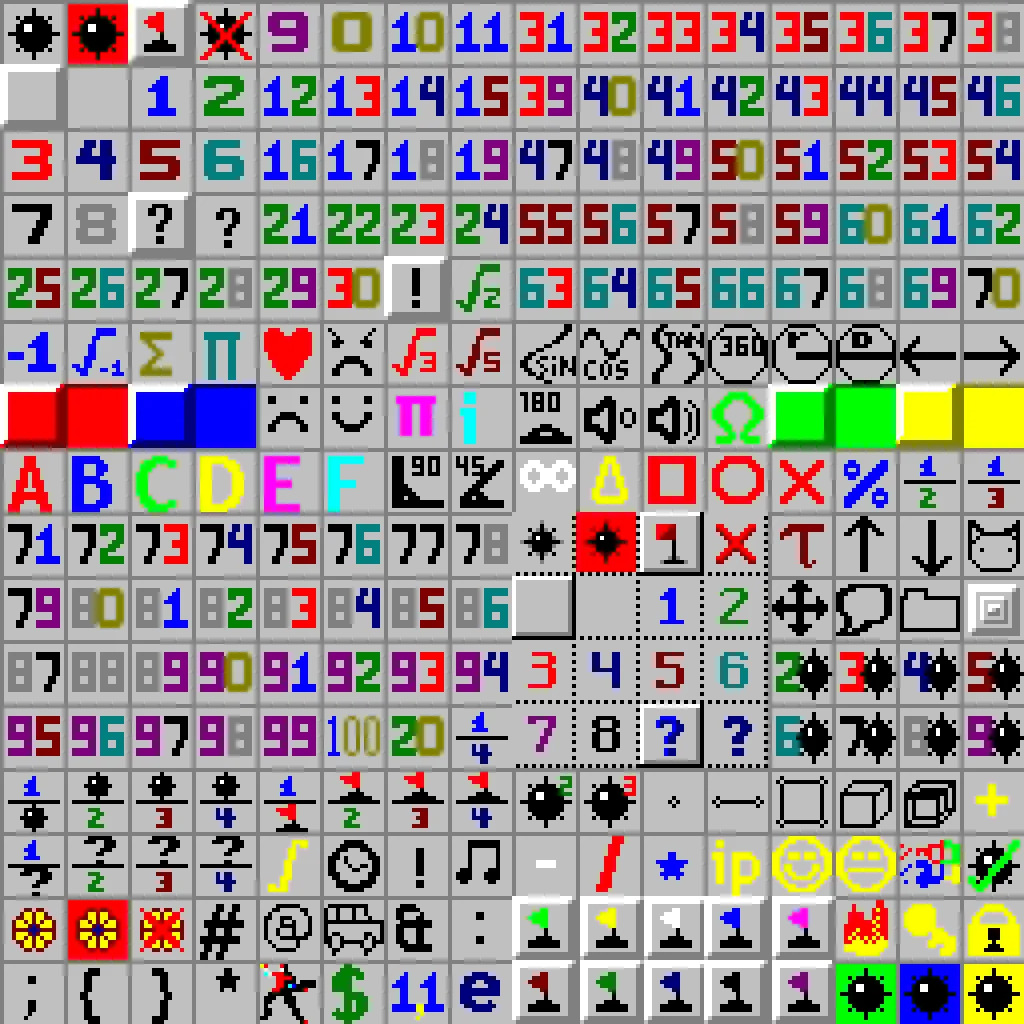 9 0 10 11 31 32 33 34 35 36 37 38
1 2 12 13 14 15 39 40 41 42 43 44 45 46
3 4 5 6 16 17 18 19 47 48 49 50 51 52 53 54
7 8 ? ? 21 22 23 24 55 56 57 58 59 60 61 62
25 26 27 28 29 30 ! √2 63 64 65 66 67 68 69 70
-1 √-1 Σ Π √3 √5 SIN COS TAN 360 r D ← →
π i 180 Ω
A B C D E F 90 45 ∞ % 1/2 1/3
71 72 73 74 75 76 77 78 τ ↑ ↓
79 80 81 82 83 84 85 86 1 2
87 88 89 90 91 92 93 94 3 4 5 6 2 3 4 5
95 96 97 98 99 100 20 1/4 7 8 ? ? 6 7 8 9
1 2 3 4 1 2 3 4 2 3 +
1/? ?/2 ?/3 ?/4 ∫ ! ♫ - / ip
# @ & :
; ( ) * $ 1,1 e